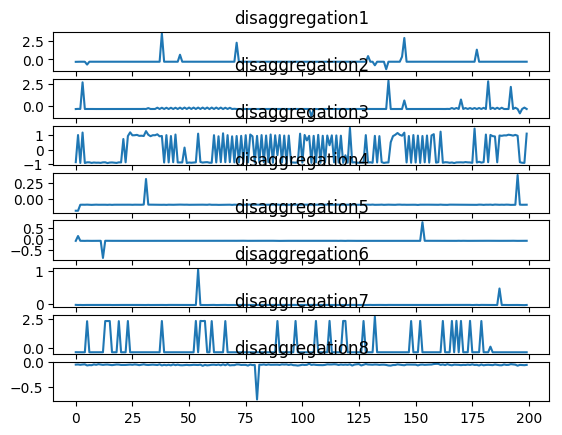 disaggregation1
2.5
0.0
disaggregation2
2.5
0.0
disaggregation3
1
0
−1
disaggregation4
0.25
0.00
disaggregation5
0.5
0.0
−0.5
disaggregation6
1
0
disaggregation7
2.5
0.0
disaggregation8
0.0
−0.5
0 25 50 75 100 125 150 175 200